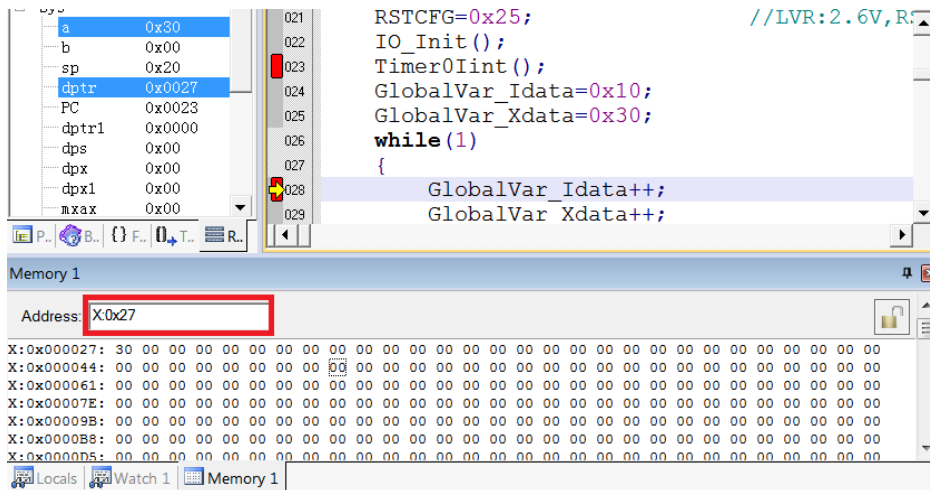 a 0x30
b 0x00
sp 0x20
dptr 0x0027
PC 0x0023
dptr1 0x0000
dps 0x00
dpx 0x00
dpx1 0x00
mxax 0x00
P.. B.. {} F.. T.. R..
021 RSTCFG=0x25; //LVR:2.6V,RS
022 IO_Init();
023 Timer0Iint();
024 GlobalVar_Idata=0x10;
025 GlobalVar_Xdata=0x30;
026 while(1)
027 {
028 GlobalVar_Idata++;
029 GlobalVar Xdata++;
Memory 1
Address: X:0x27
X:0x000027: 30 00 00 00 00 00 00 00 00 00 00 00 00 00 00 00 00 00 00 00 00 00 00 00 00 00 00 00 00
X:0x000044: 00 00 00 00 00 00 00 00 00 00 00 00 00 00 00 00 00 00 00 00 00 00 00 00 00 00 00 00 00
X:0x000061: 00 00 00 00 00 00 00 00 00 00 00 00 00 00 00 00 00 00 00 00 00 00 00 00 00 00 00 00 00
X:0x00007E: 00 00 00 00 00 00 00 00 00 00 00 00 00 00 00 00 00 00 00 00 00 00 00 00 00 00 00 00 00
X:0x00009B: 00 00 00 00 00 00 00 00 00 00 00 00 00 00 00 00 00 00 00 00 00 00 00 00 00 00 00 00 00
X:0x0000B8: 00 00 00 00 00 00 00 00 00 00 00 00 00 00 00 00 00 00 00 00 00 00 00 00 00 00 00 00 00
X:0x0000D5: 00 00 00 00 00 00 00 00 00 00 00 00 00 00 00 00 00 00 00 00 00 00 00 00 00 00 00 00 00
Locals Watch 1 Memory 1